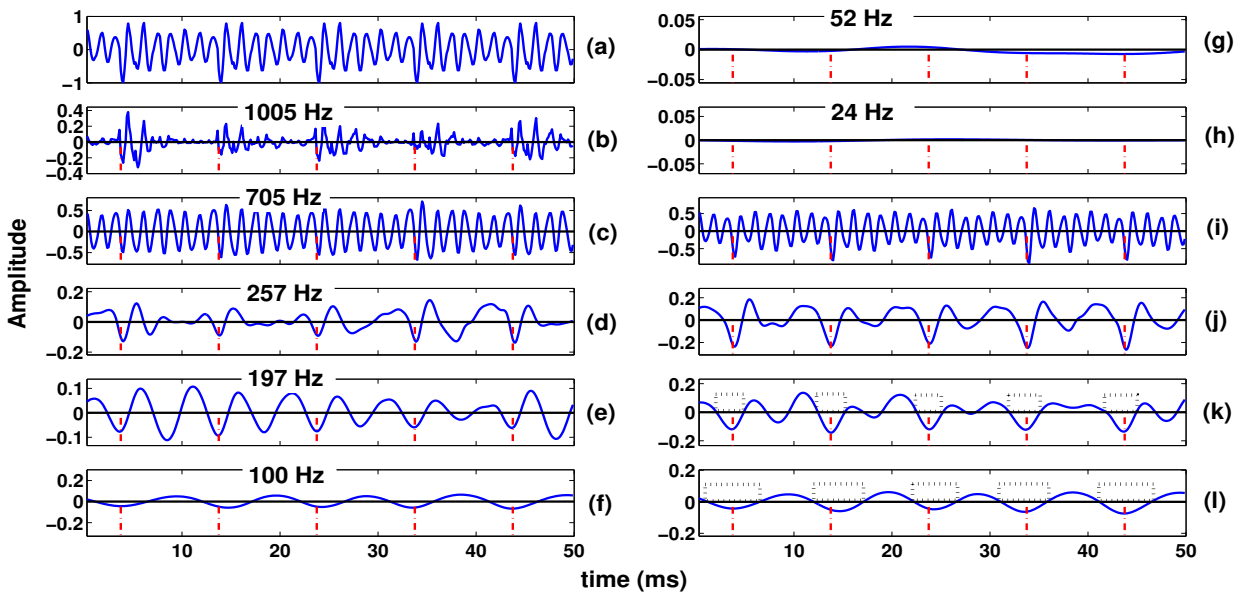 Amplitude
1
0
−1
(a)
1005 Hz
0.4
0.2
0
−0.2
−0.4
(b)
705 Hz
0.5
0
−0.5
(c)
257 Hz
0.2
0
−0.2
(d)
197 Hz
0.1
0
−0.1
(e)
100 Hz
0.2
0
−0.2
(f)
10 20 30 40 50
52 Hz
0.05
0
−0.05
(g)
24 Hz
0.05
0
−0.05
(h)
0.5
0
−0.5
(i)
0.2
0
−0.2
(j)
0.2
0
−0.2
(k)
0.2
0
−0.2
(l)
10 20 30 40 50
time (ms)